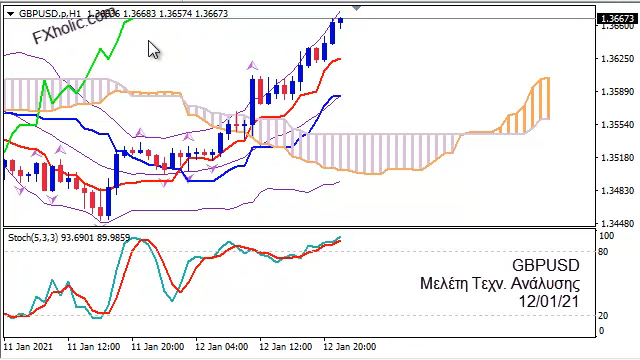 GBPUSD.p,H1 1.36683 1.36574 1.36673
FXholic.com
1.36673
1.36600
1.36250
1.35890
1.35540
1.35180
1.34830
1.34480
Stoch(5,3,3) 93.6901 89.9859
100
80
20
0
GBPUSD
Μελέτη Τεχν. Ανάλυσης
12/01/21
11 Jan 2021
11 Jan 12:00
11 Jan 20:00
12 Jan 04:00
12 Jan 12:00
12 Jan 20:00